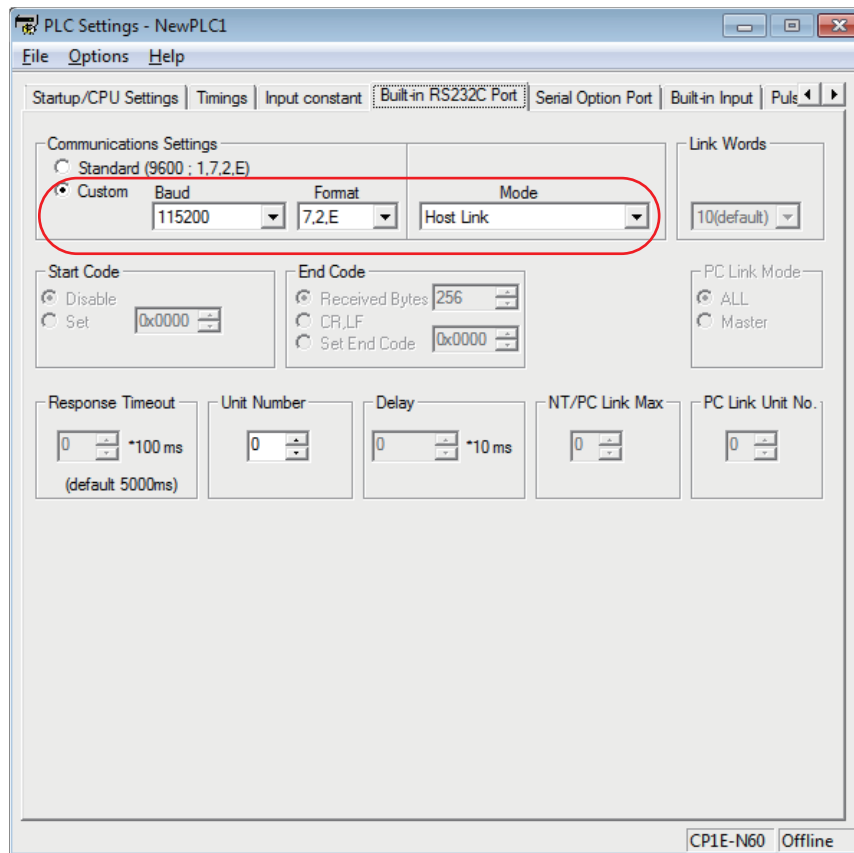 PLC Settings - NewPLC1
File Options Help
Startup/CPU Settings Timings Input constant Built-in RS232C Port Serial Option Port Built-in Input Puls
Communications Settings Link Words
Standard (9600 ; 1,7,2,E)
Custom Baud Format Mode
115200 7,2,E Host Link 10(default)
Start Code End Code PC Link Mode
Disable Received Bytes 256 ALL
Set 0x0000 CR,LF Master
Set End Code 0x0000
Response Timeout Unit Number Delay NT/PC Link Max PC Link Unit No.
0 *100 ms 0 0 *10 ms 0 0
(default 5000ms)
CP1E-N60 Offline